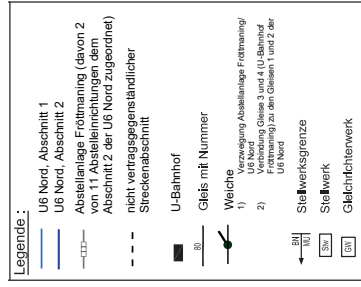 Legende :
U6 Nord, Abschnitt 1
U6 Nord, Abschnitt 2
Abstellanlage Fröttmaning (davon 2
von 11 Abstelleinrichtungen dem
Abschnitt 2 der U6 Nord zugeordnet)
nicht vertragsgegenständlicher
Streckenabschnitt
U-Bahnhof
80 Gleis mit Nummer
Weiche
1) Verzweigung Abstellanlage Fröttmaning/
U6 Nord
2) Verbindung Gleise 3 und 4 (U-Bahnhof
Fröttmaning) zu den Gleisen 1 und 2 der
U6 Nord
BN
MU
Stellwerksgrenze
Stw Stellwerk
GW Gleichrichterwerk